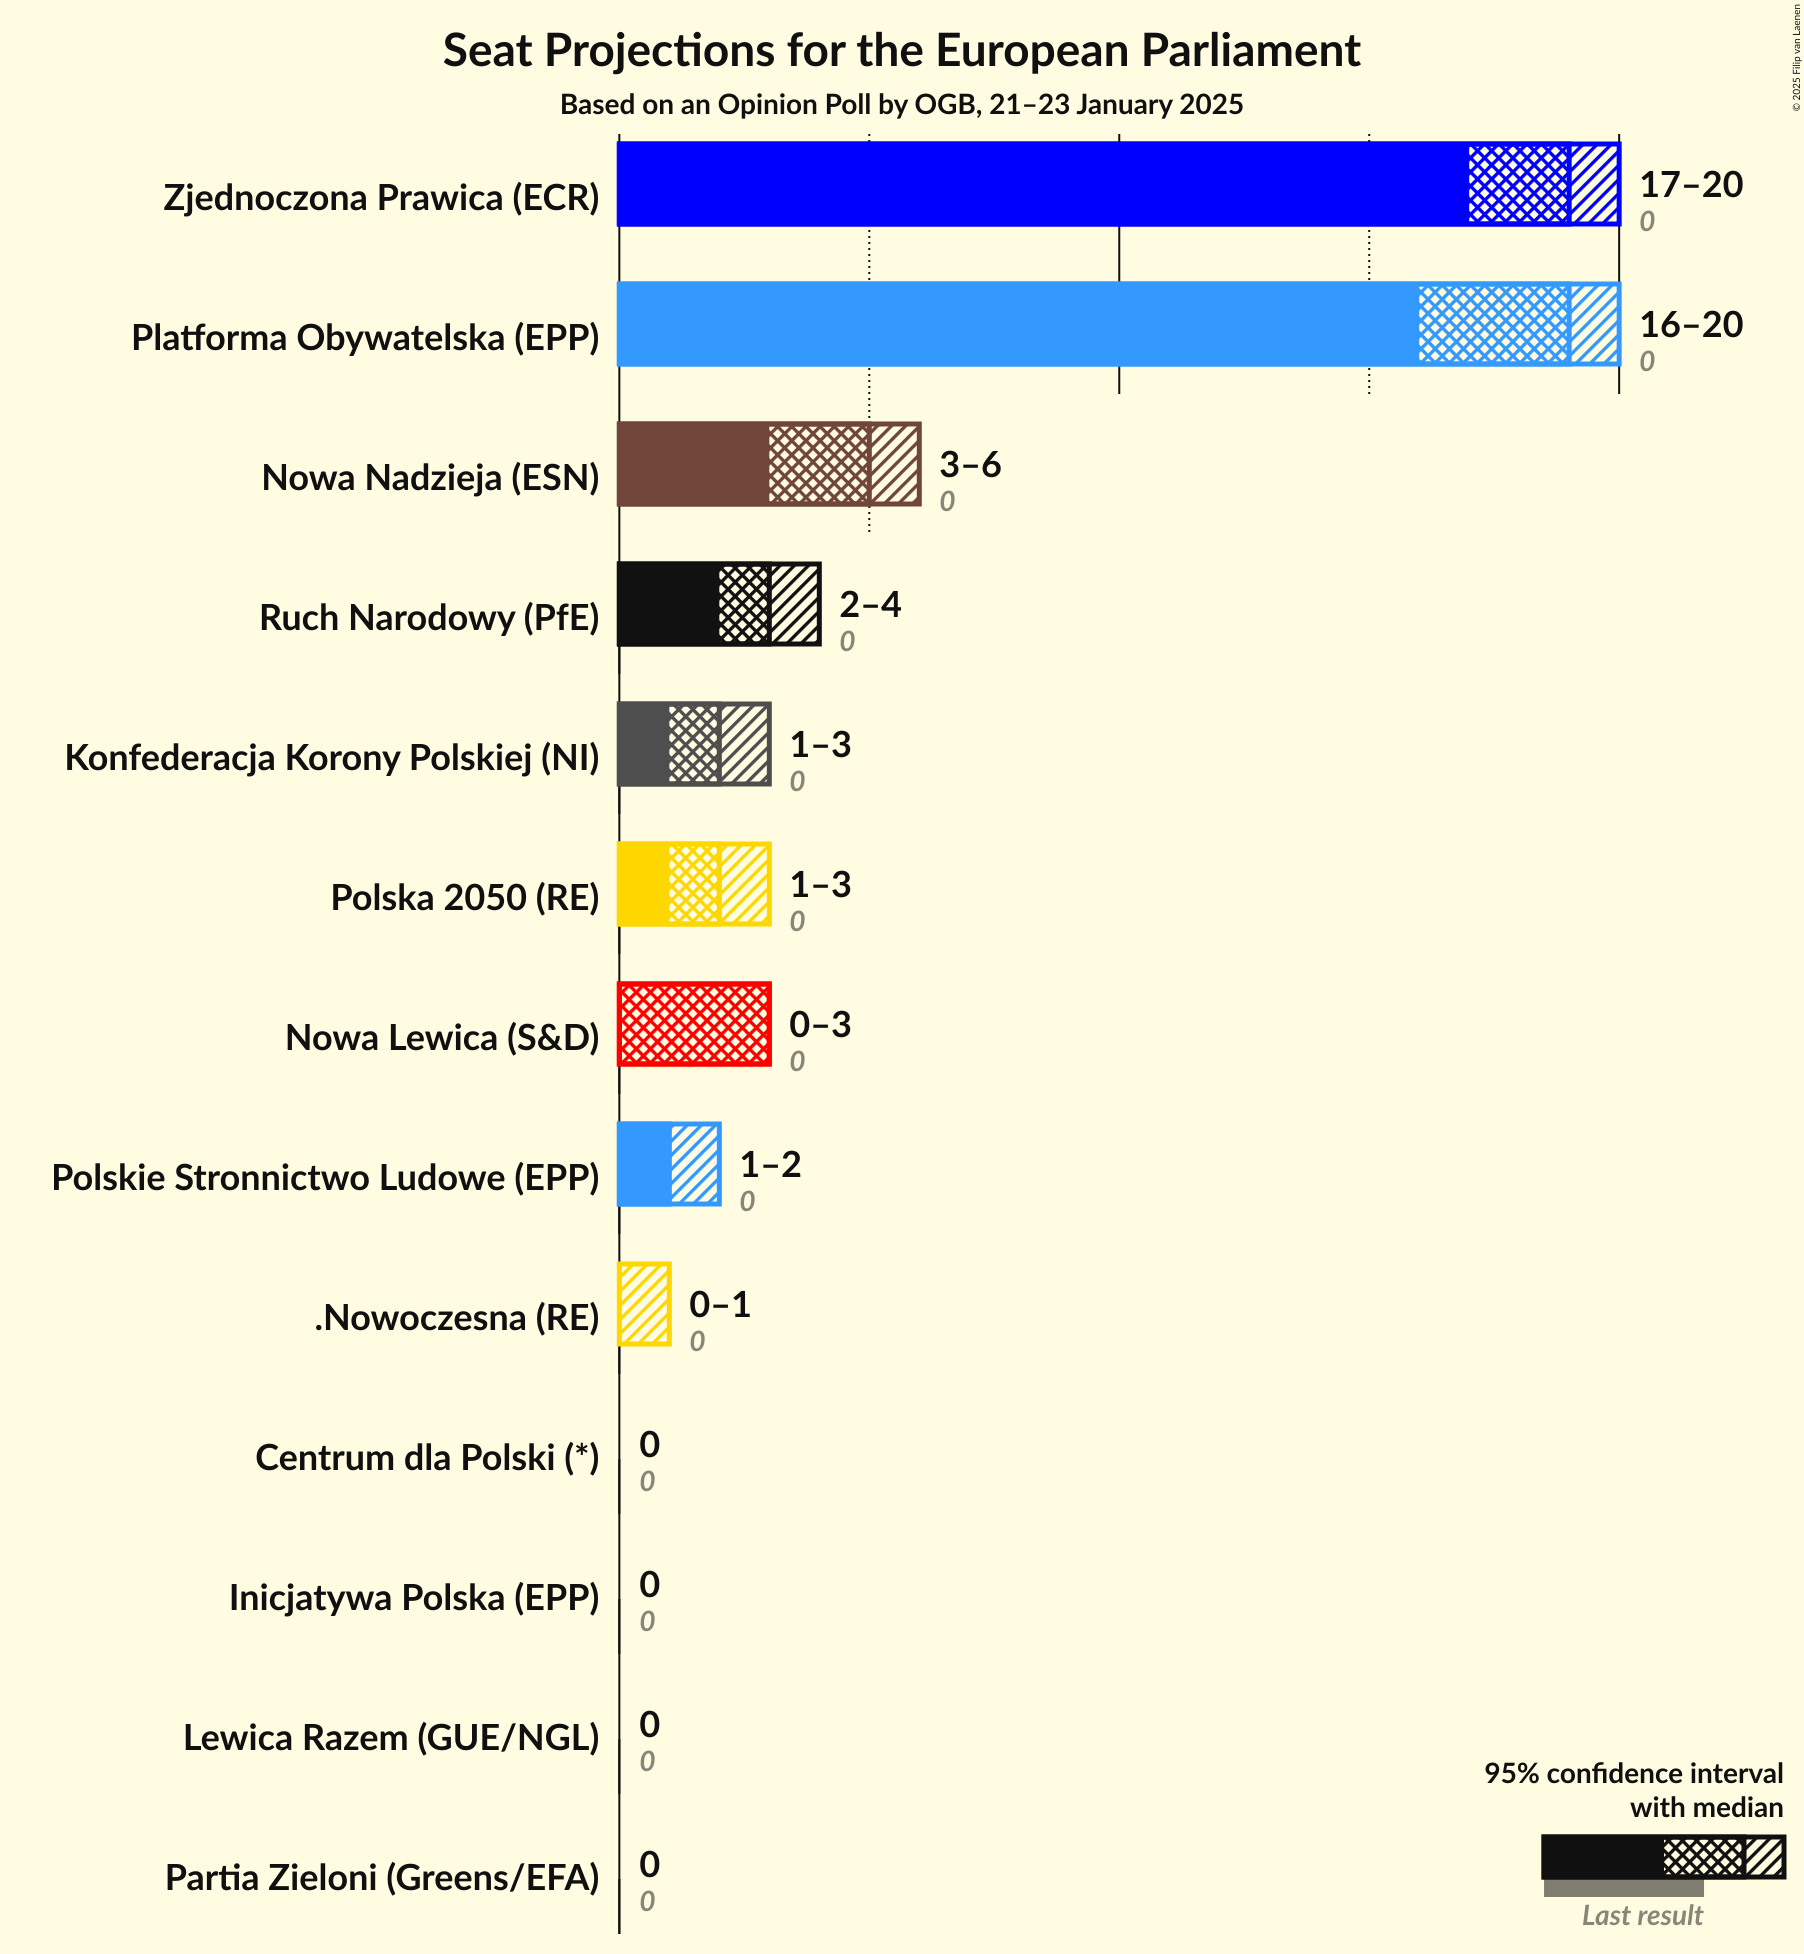 Seat Projections for the European Parliament
Based on an Opinion Poll by OGB, 21–23 January 2025
© 2025 Filip van Laenen
Zjednoczona Prawica (ECR)
17–20
0
Platforma Obywatelska (EPP)
16–20
0
Nowa Nadzieja (ESN)
3–6
0
Ruch Narodowy (PfE)
2–4
0
Konfederacja Korony Polskiej (NI)
1–3
0
Polska 2050 (RE)
1–3
0
Nowa Lewica (S&D)
0–3
0
Polskie Stronnictwo Ludowe (EPP)
1–2
0
.Nowoczesna (RE)
0–1
0
Centrum dla Polski (*)
0
0
Inicjatywa Polska (EPP)
0
0
Lewica Razem (GUE/NGL)
0
0
Partia Zieloni (Greens/EFA)
0
0
95% confidence interval
with median
Last result